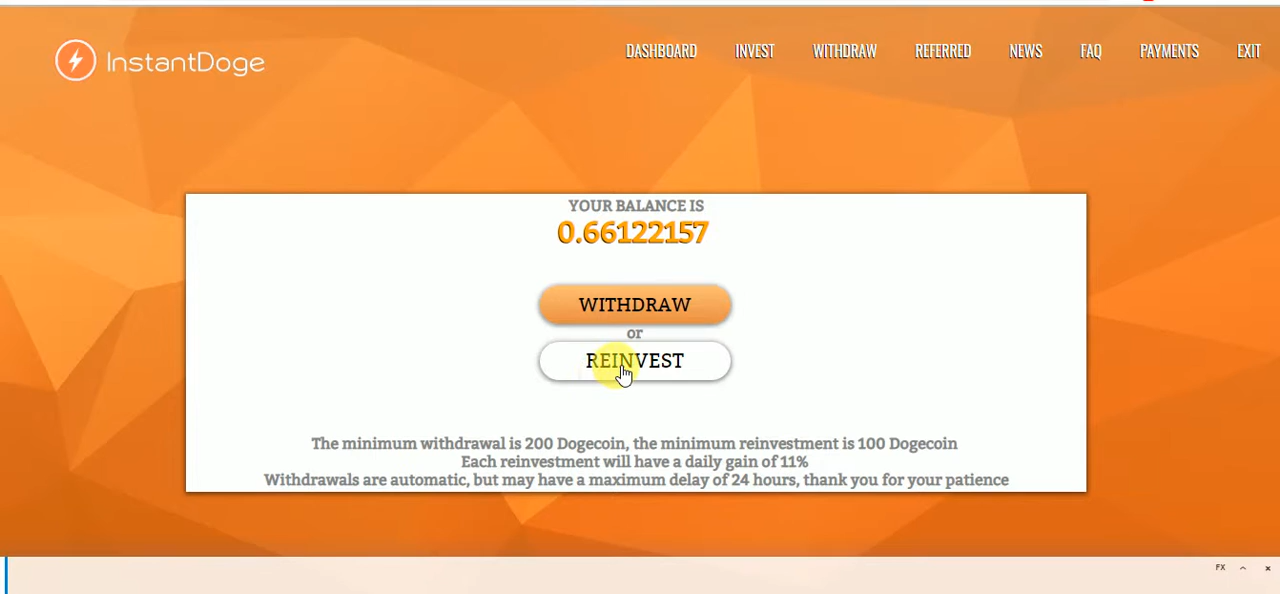 InstantDoge
DASHBOARD INVEST WITHDRAW REFERRED NEWS FAQ PAYMENTS EXIT
YOUR BALANCE IS
0.66122157
WITHDRAW
or
REINVEST
The minimum withdrawal is 200 Dogecoin, the minimum reinvestment is 100 Dogecoin
Each reinvestment will have a daily gain of 11%
Withdrawals are automatic, but may have a maximum delay of 24 hours, thank you for your patience
FX